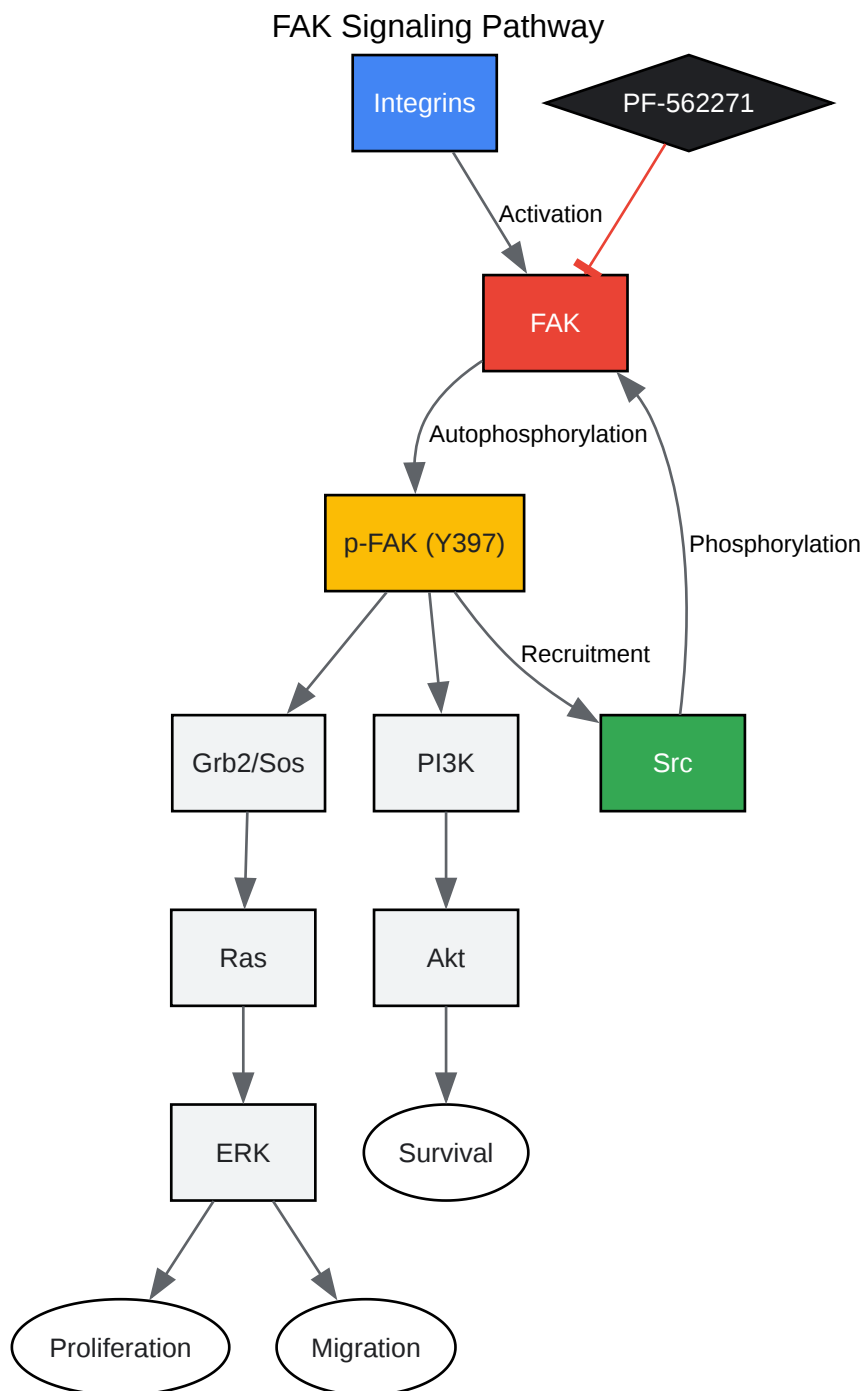 FAK Signaling Pathway
Integrins
PF-562271
Activation
FAK
Autophosphorylation
p-FAK (Y397)
Phosphorylation
Recruitment
Grb2/Sos
PI3K
Src
Ras
Akt
ERK
Survival
Proliferation
Migration